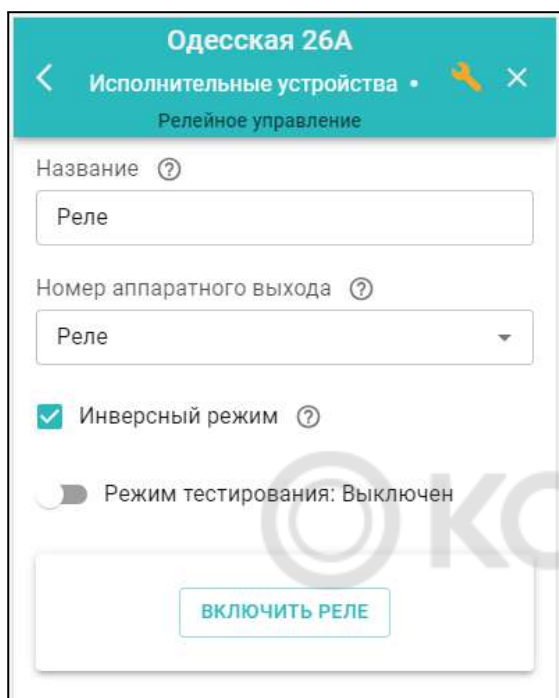 Одесская 26А
Исполнительные устройства •
Релейное управление
Название ?
Реле
Номер аппаратного выхода ?
Реле
Инверсный режим ?
Режим тестирования: Выключен
КО
ВКЛЮЧИТЬ РЕЛЕ